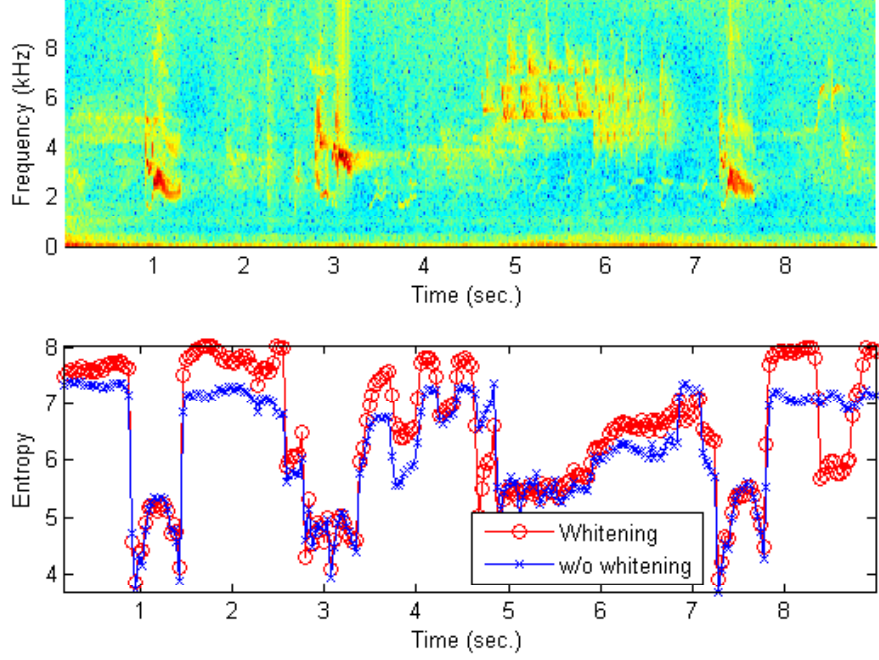 8
6
4
2
0
Frequency (kHz)
1 2 3 4 5 6 7 8
Time (sec.)
8
7
6
5
4
Entropy
Whitening
w/o whitening
1 2 3 4 5 6 7 8
Time (sec.)